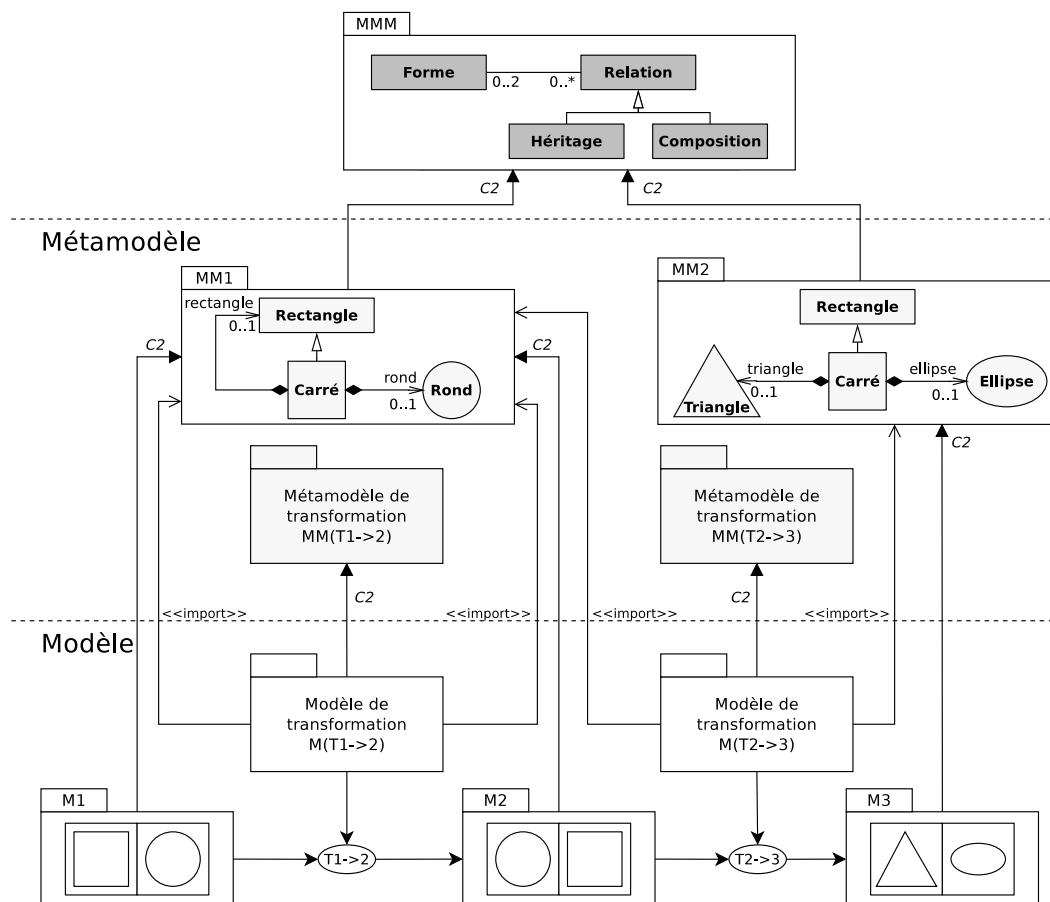 MMM
Forme
Relation
0..2
0..*
Héritage
Composition
C2
C2
Métamodèle
MM1
rectangle
0..1
Rectangle
C2
Carré
rond
0..1
Rond
C2
MM2
Rectangle
triangle
0..1
Triangle
Carré
ellipse
0..1
Ellipse
C2
Métamodèle de
transformation
MM(T1->2)
Métamodèle de
transformation
MM(T2->3)
C2
C2
<<import>>
<<import>>
<<import>>
<<import>>
Modèle
Modèle de
transformation
M(T1->2)
Modèle de
transformation
M(T2->3)
M1
T1->2
M2
T2->3
M3